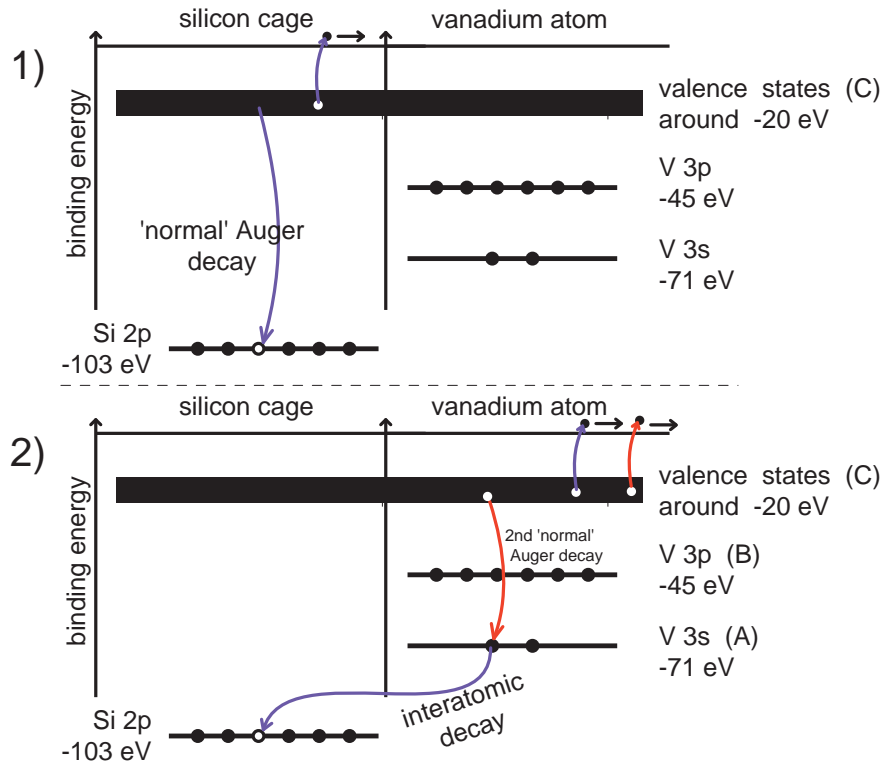 silicon cage
vanadium atom
1)
binding energy
valence states (C)
around -20 eV
V 3p
-45 eV
V 3s
-71 eV
'normal' Auger
decay
Si 2p
-103 eV
silicon cage
vanadium atom
2)
binding energy
valence states (C)
around -20 eV
2nd 'normal'
Auger decay
V 3p (B)
-45 eV
V 3s (A)
-71 eV
interatomic
decay
Si 2p
-103 eV